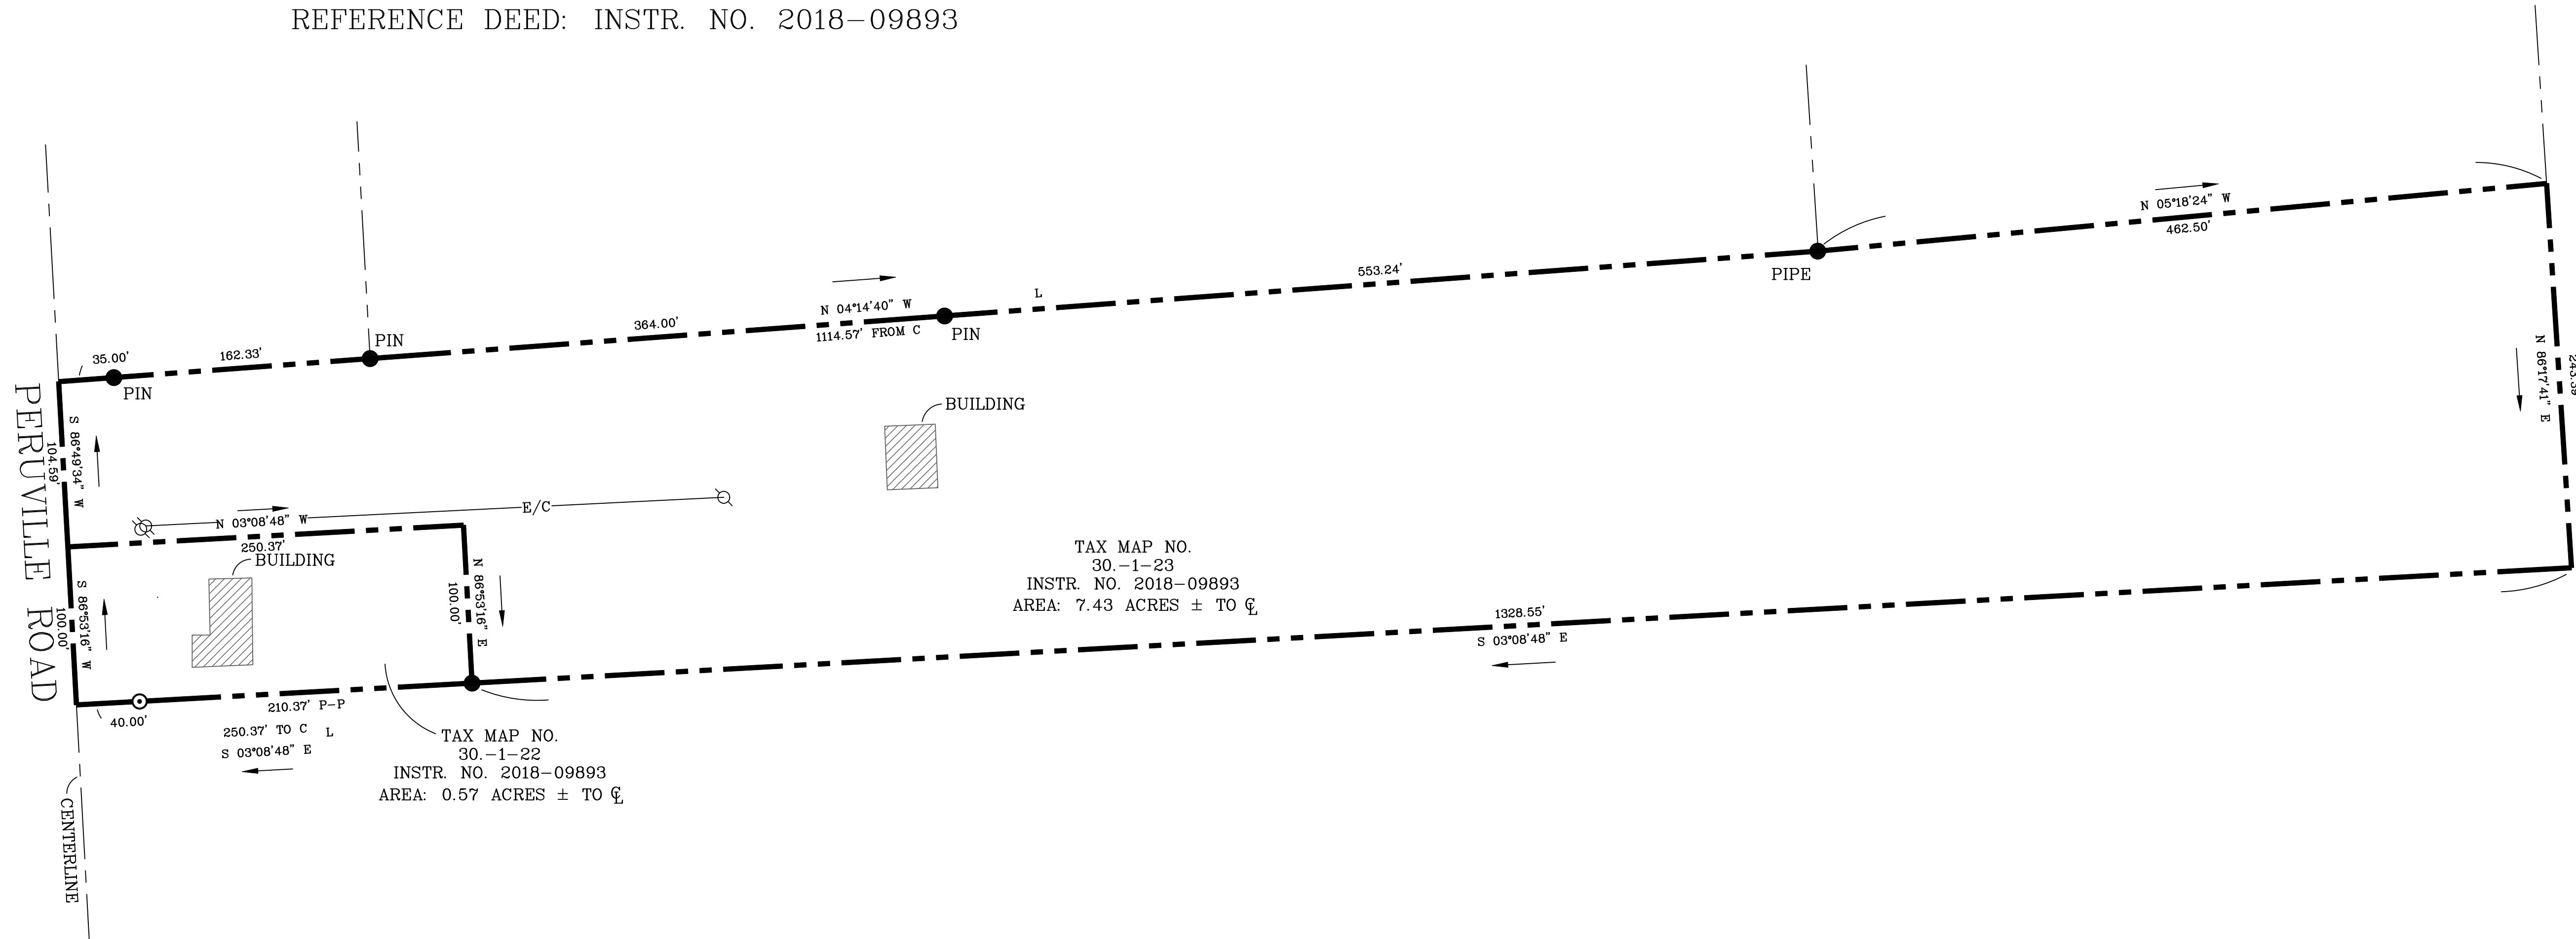 REFERENCE DEED: INSTR. NO. 2018-09893
N 05°18'24" W
462.50'
PIPE
553.24'
L
N 04°14'40" W
1114.57' FROM C
PIN
364.00'
PIN
162.33'
35.00'
PIN
PERUVILLE ROAD
S 86°49'34" W
104.59'
N 86°17'41" E
243.39'
BUILDING
E/C
N 03°08'48" W
250.37'
BUILDING
N 86°53'16" E
100.00'
S 86°53'16" W
100.00'
TAX MAP NO.
30.-1-23
INSTR. NO. 2018-09893
AREA: 7.43 ACRES ± TO ℄
1328.55'
S 03°08'48" E
40.00'
210.37' P-P
250.37' TO C L
S 03°08'48" E
TAX MAP NO.
30.-1-22
INSTR. NO. 2018-09893
AREA: 0.57 ACRES ± TO ℄
CENTERLINE